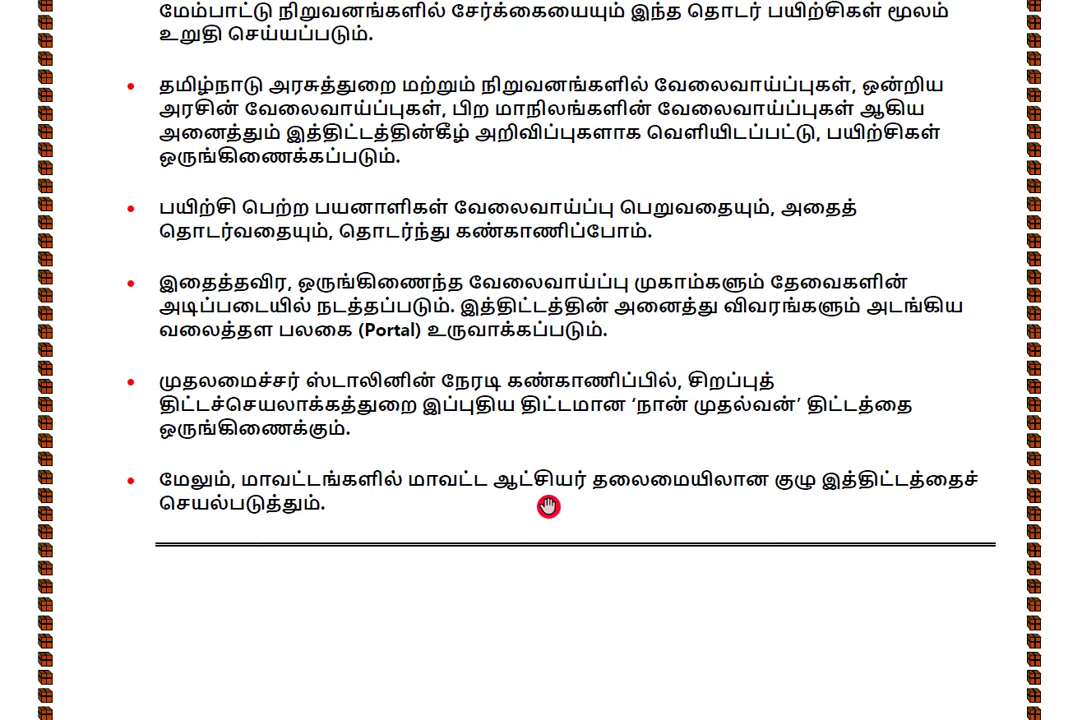 மேம்பாட்டு நிறுவனங்களில் சேர்க்கையையும் இந்த தொடர் பயிற்சிகள் மூலம்
உறுதி செய்யப்படும்.
• தமிழ்நாடு அரசுத்துறை மற்றும் நிறுவனங்களில் வேலைவாய்ப்புகள், ஒன்றிய
அரசின் வேலைவாய்ப்புகள், பிற மாநிலங்களின் வேலைவாய்ப்புகள் ஆகிய
அனைத்தும் இத்திட்டத்தின்கீழ் அறிவிப்புகளாக வெளியிடப்பட்டு, பயிற்சிகள்
ஒருங்கிணைக்கப்படும்.
• பயிற்சி பெற்ற பயனாளிகள் வேலைவாய்ப்பு பெறுவதையும், அதைத்
தொடர்வதையும், தொடர்ந்து கண்காணிப்போம்.
• இதைத்தவிர, ஒருங்கிணைந்த வேலைவாய்ப்பு முகாம்களும் தேவைகளின்
அடிப்படையில் நடத்தப்படும். இத்திட்டத்தின் அனைத்து விவரங்களும் அடங்கிய
வலைத்தள பலகை (Portal) உருவாக்கப்படும்.
• முதலமைச்சர் ஸ்டாலினின் நேரடி கண்காணிப்பில், சிறப்புத்
திட்டச்செயலாக்கத்துறை இப்புதிய திட்டமான ‘நான் முதல்வன்’ திட்டத்தை
ஒருங்கிணைக்கும்.
• மேலும், மாவட்டங்களில் மாவட்ட ஆட்சியர் தலைமையிலான குழு இத்திட்டத்தைச்
செயல்படுத்தும்.